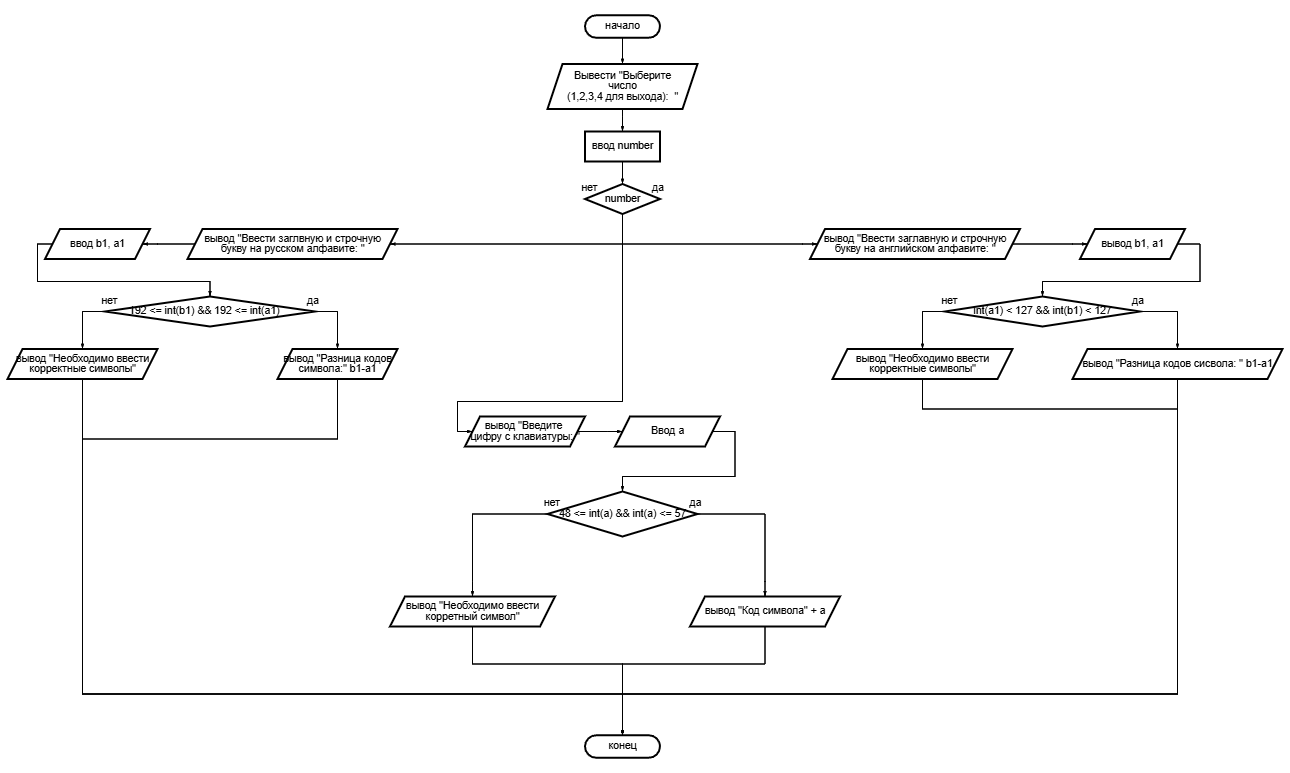 начало
Вывести "Выберите
число
(1,2,3,4 для выхода): "
ввод number
нет
да
number
ввод b1, a1
вывод "Ввести заглвную и строчную
букву на русском алфавите: "
вывод "Ввести заглавную и строчную
букву на английском алфавите: "
вывод b1, a1
нет
да
192 <= int(b1) && 192 <= int(a1)
нет
да
int(a1) < 127 && int(b1) < 127
вывод "Необходимо ввести
корректные символы"
вывод "Разница кодов
символа:" b1-a1
вывод "Необходимо ввести
корректные символы"
вывод "Разница кодов сисвола: " b1-a1
вывод "Введите
цифру с клавиатуры: "
Ввод a
нет
да
48 <= int(a) && int(a) <= 57
вывод "Необходимо ввести
корретный символ"
вывод "Код символа" + a
конец